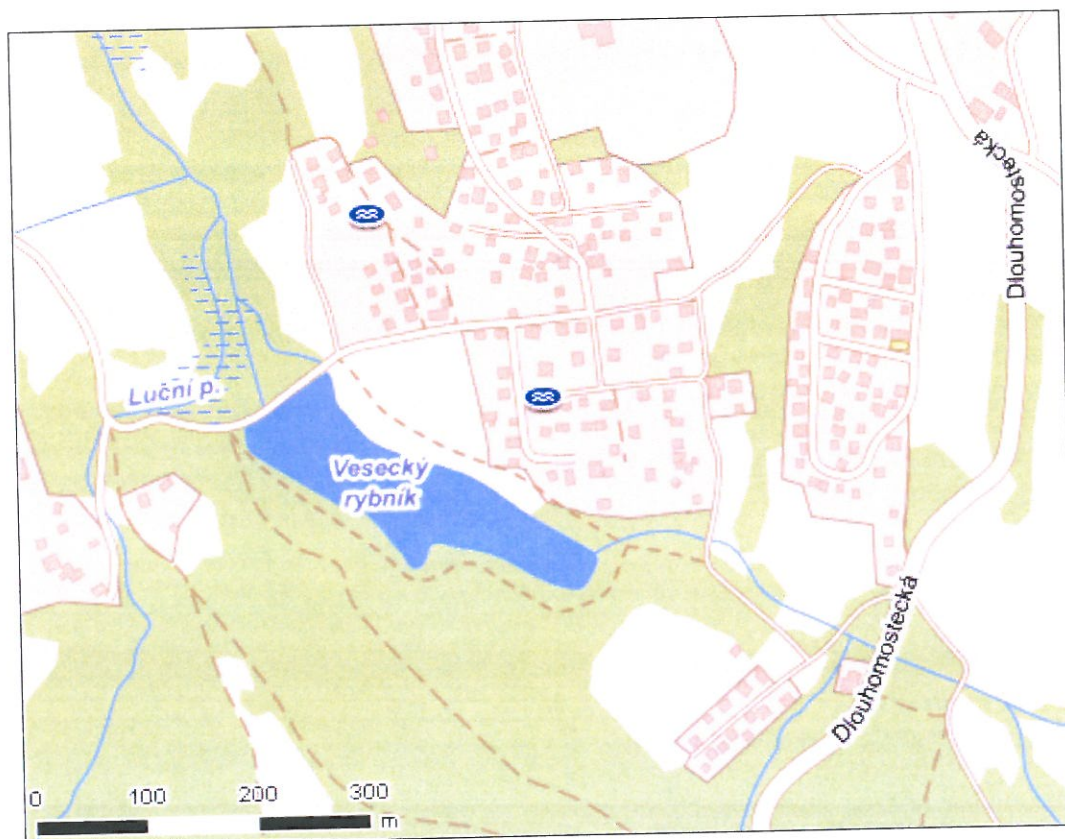 Dlouhomostecká
Luční p.
Vesecký
rybník
Dlouhomostecká
0 100 200 300
m